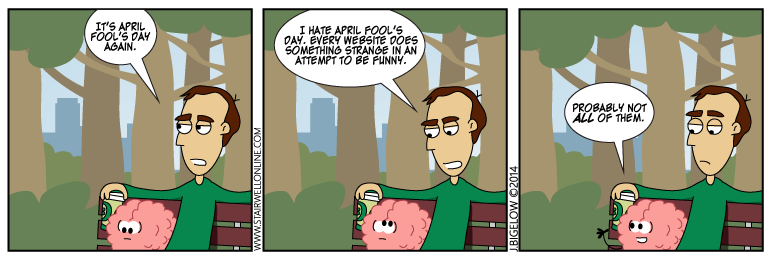 IT'S APRIL
FOOL'S DAY
AGAIN.
WWW.STAIRWELLONLINE.COM
I HATE APRIL FOOL'S
DAY. EVERY WEBSITE DOES
SOMETHING STRANGE IN AN
ATTEMPT TO BE FUNNY.
J.BIGELOW ©2014
PROBABLY NOT
ALL OF THEM.